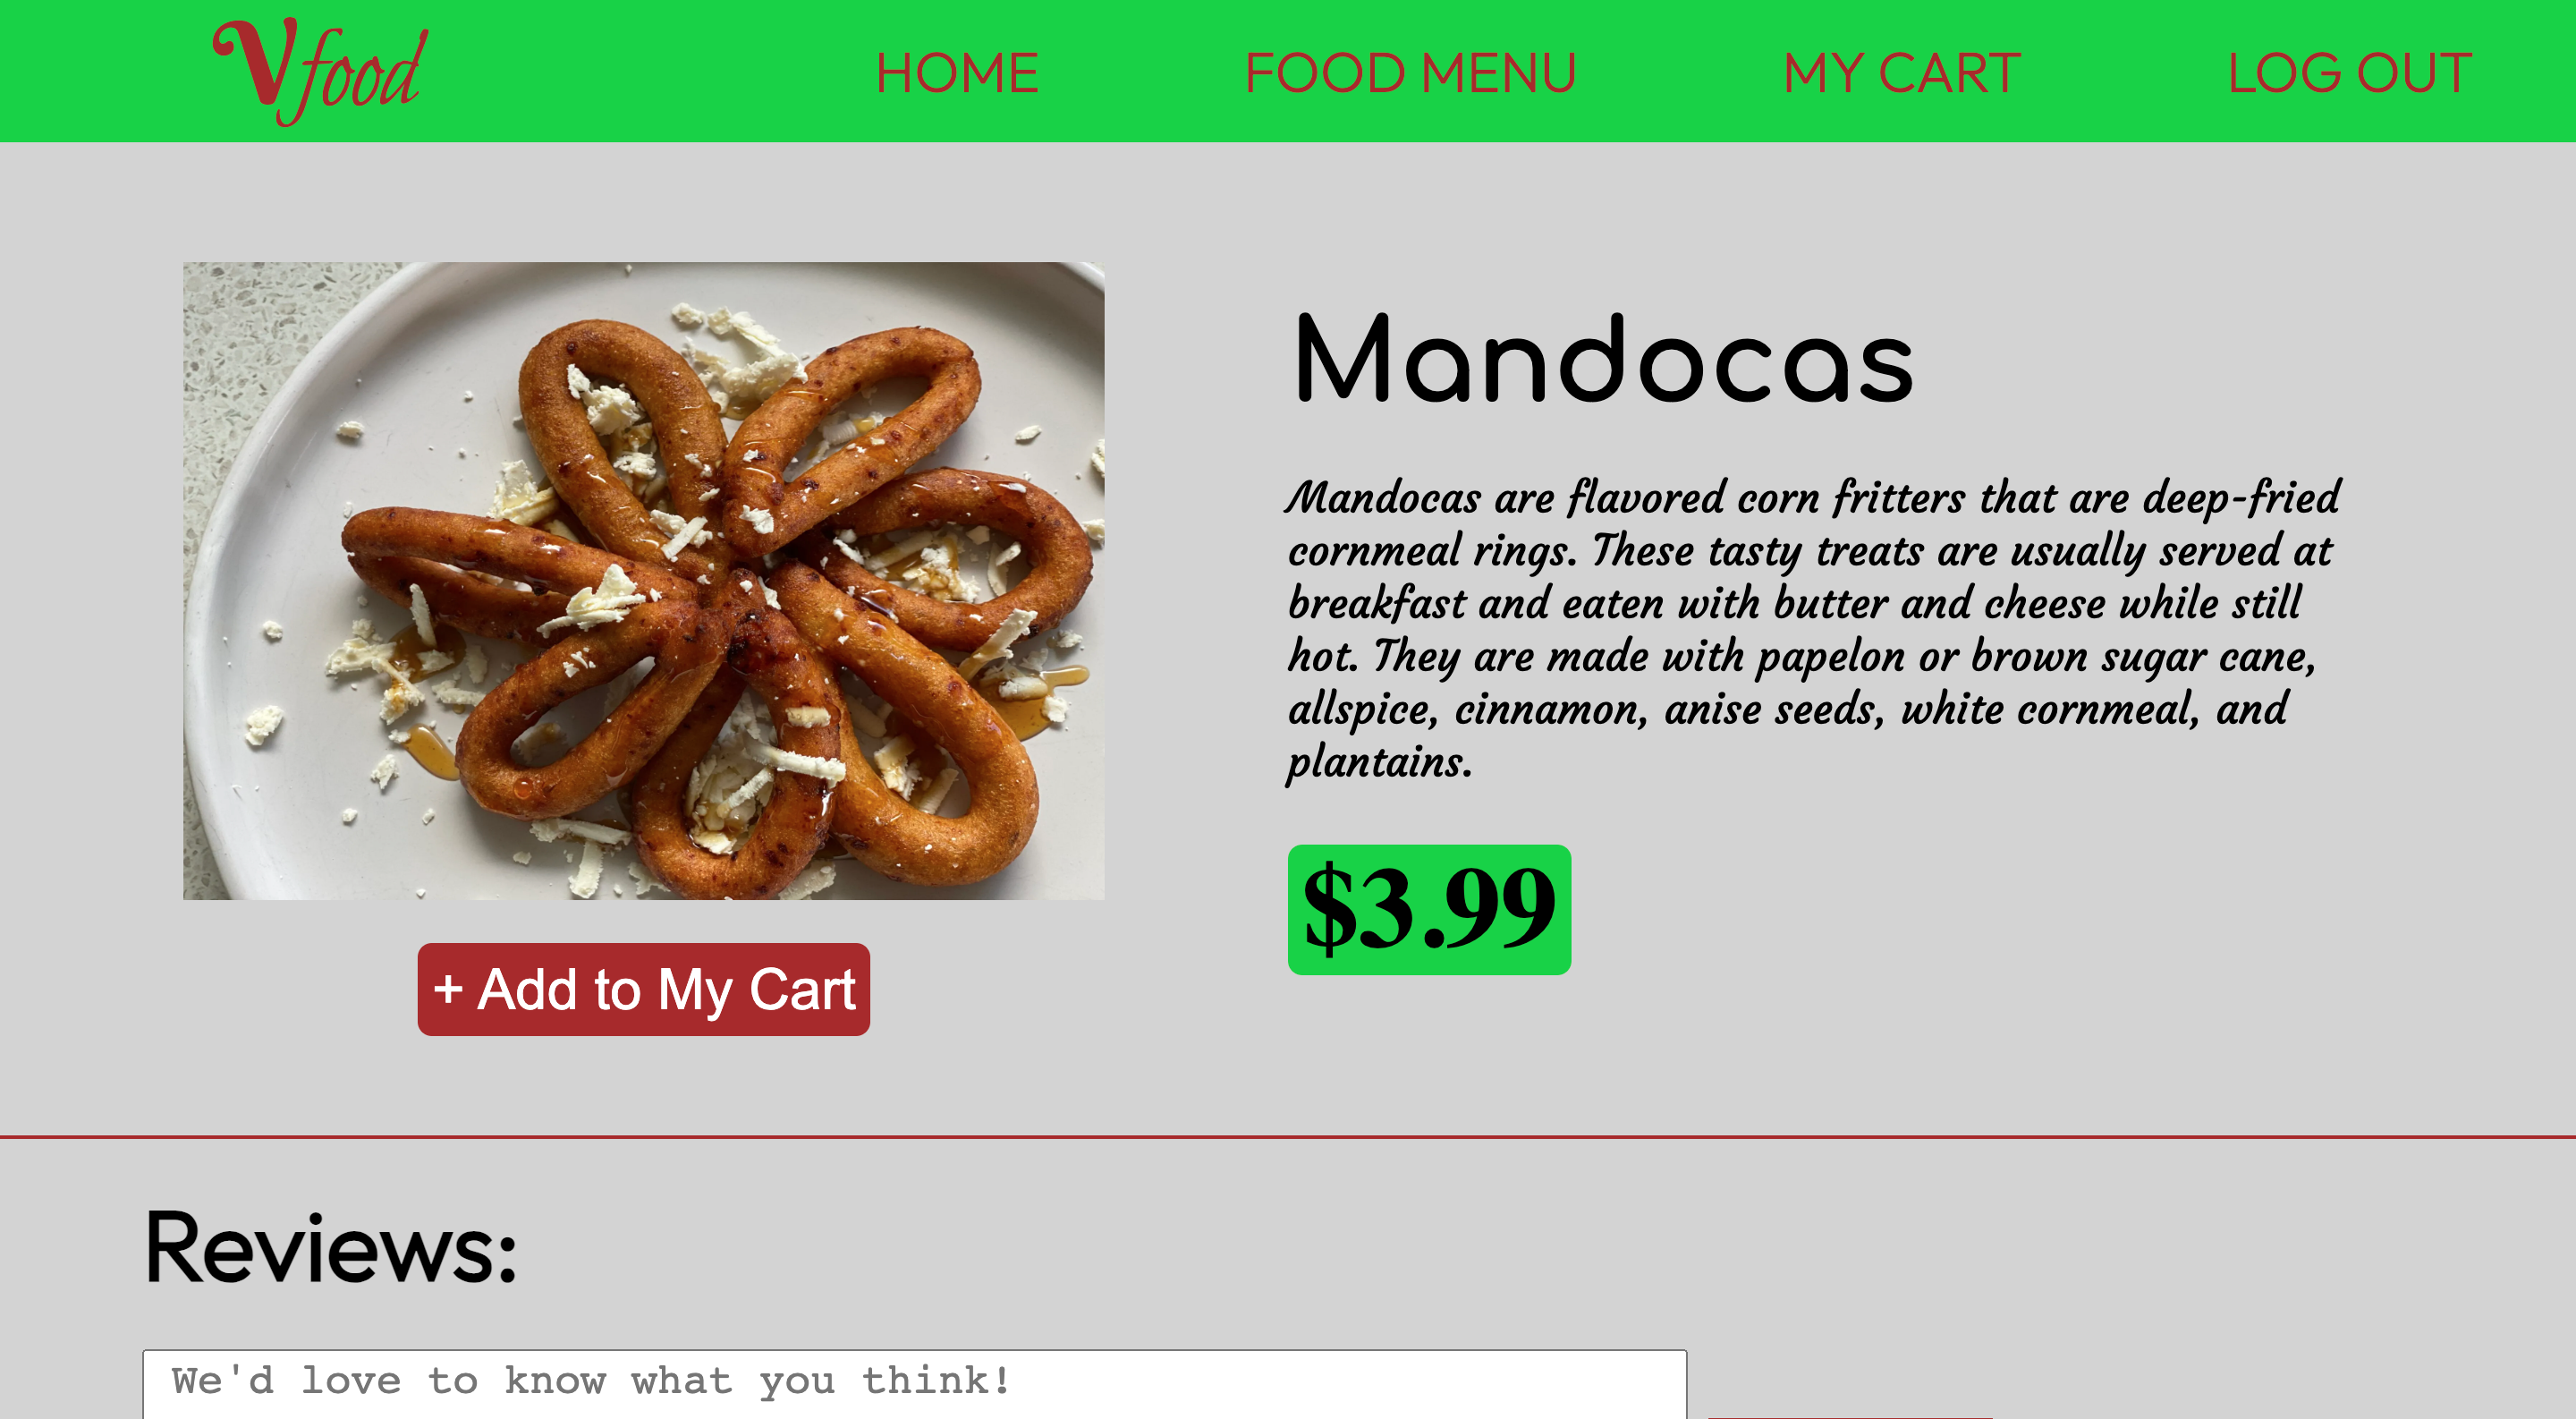 Vfood
HOME
FOOD MENU
MY CART
LOG OUT
Mandocas
Mandocas are flavored corn fritters that are deep-fried
cornmeal rings. These tasty treats are usually served at
breakfast and eaten with butter and cheese while still
hot. They are made with papelon or brown sugar cane,
allspice, cinnamon, anise seeds, white cornmeal, and
plantains.
$3.99
+ Add to My Cart
Reviews:
We'd love to know what you think!